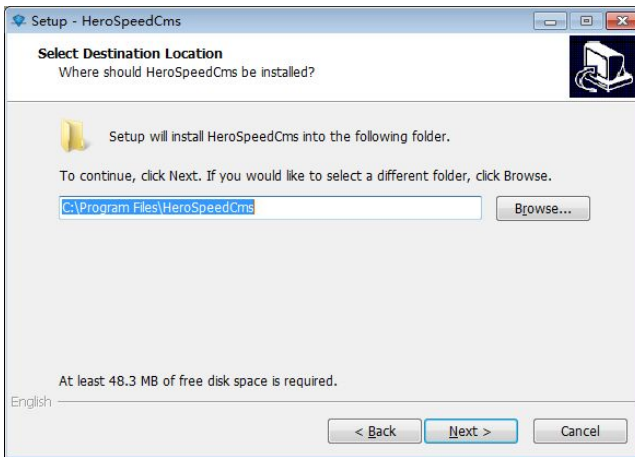 Setup - HeroSpeedCms
Select Destination Location
Where should HeroSpeedCms be installed?
Setup will install HeroSpeedCms into the following folder.
To continue, click Next. If you would like to select a different folder, click Browse.
C:\Program Files\HeroSpeedCms
Browse...
At least 48.3 MB of free disk space is required.
English
< Back
Next >
Cancel